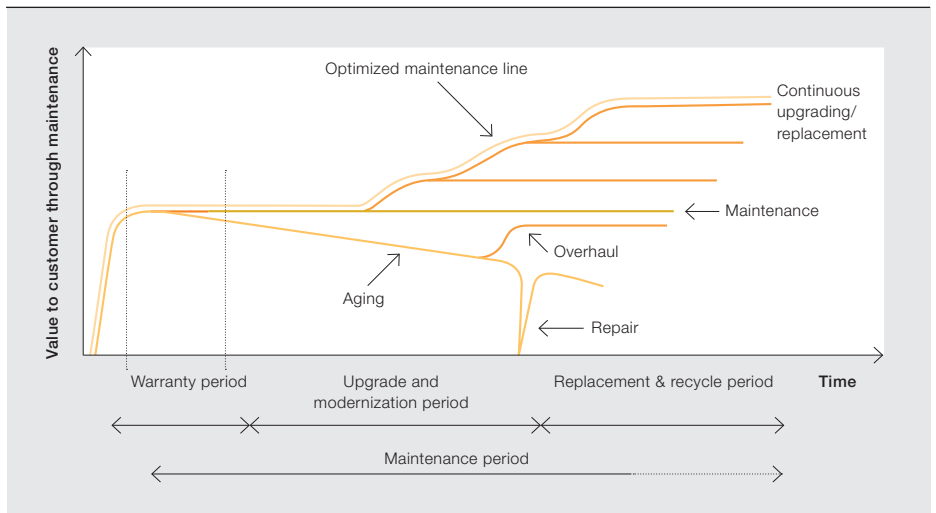 Value to customer through maintenance
Optimized maintenance line
Continuous
upgrading/
replacement
Maintenance
Overhaul
Aging
Repair
Warranty period
Upgrade and
modernization period
Replacement & recycle period
Time
Maintenance period